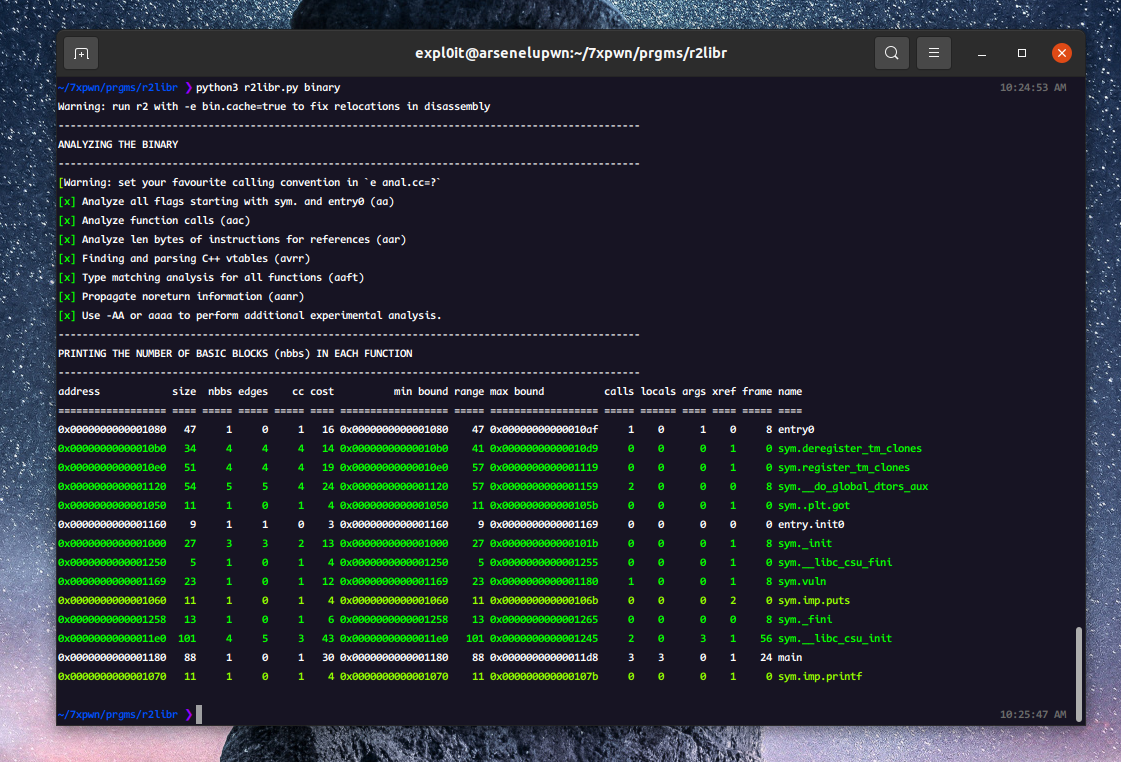 expl0it@arsenelupwn:~/7xpwn/prgms/r2libr
~/7xpwn/prgms/r2libr ❯ python3 r2libr.py binary 10:24:53 AM
Warning: run r2 with -e bin.cache=true to fix relocations in disassembly
-------------------------------------------------------------------------------------------------
ANALYZING THE BINARY
-------------------------------------------------------------------------------------------------
[Warning: set your favourite calling convention in `e anal.cc=?`
[x] Analyze all flags starting with sym. and entry0 (aa)
[x] Analyze function calls (aac)
[x] Analyze len bytes of instructions for references (aar)
[x] Finding and parsing C++ vtables (avrr)
[x] Type matching analysis for all functions (aaft)
[x] Propagate noreturn information (aanr)
[x] Use -AA or aaaa to perform additional experimental analysis.
-------------------------------------------------------------------------------------------------
PRINTING THE NUMBER OF BASIC BLOCKS (nbbs) IN EACH FUNCTION
-------------------------------------------------------------------------------------------------
address size nbbs edges cc cost min bound range max bound calls locals args xref frame name
================== ==== ===== ===== ===== ==== ================== ===== ================== ===== ====== ==== ==== ===== ====
0x0000000000001080 47 1 0 1 16 0x0000000000001080 47 0x00000000000010af 1 0 1 0 8 entry0
0x00000000000010b0 34 4 4 4 14 0x00000000000010b0 41 0x00000000000010d9 0 0 0 1 0 sym.deregister_tm_clones
0x00000000000010e0 51 4 4 4 19 0x00000000000010e0 57 0x0000000000001119 0 0 0 1 0 sym.register_tm_clones
0x0000000000001120 54 5 5 4 24 0x0000000000001120 57 0x0000000000001159 2 0 0 0 8 sym.__do_global_dtors_aux
0x0000000000001050 11 1 0 1 4 0x0000000000001050 11 0x000000000000105b 0 0 0 1 0 sym..plt.got
0x0000000000001160 9 1 1 0 3 0x0000000000001160 9 0x0000000000001169 0 0 0 0 0 entry.init0
0x0000000000001000 27 3 3 2 13 0x0000000000001000 27 0x000000000000101b 0 0 0 1 8 sym._init
0x0000000000001250 5 1 0 1 4 0x0000000000001250 5 0x0000000000001255 0 0 0 1 0 sym.__libc_csu_fini
0x0000000000001169 23 1 0 1 12 0x0000000000001169 23 0x0000000000001180 1 0 0 1 8 sym.vuln
0x0000000000001060 11 1 0 1 4 0x0000000000001060 11 0x000000000000106b 0 0 0 2 0 sym.imp.puts
0x0000000000001258 13 1 0 1 6 0x0000000000001258 13 0x0000000000001265 0 0 0 0 8 sym._fini
0x00000000000011e0 101 4 5 3 43 0x00000000000011e0 101 0x0000000000001245 2 0 3 1 56 sym.__libc_csu_init
0x0000000000001180 88 1 0 1 30 0x0000000000001180 88 0x00000000000011d8 3 3 0 1 24 main
0x0000000000001070 11 1 0 1 4 0x0000000000001070 11 0x000000000000107b 0 0 0 1 0 sym.imp.printf
~/7xpwn/prgms/r2libr ❯ 10:25:47 AM